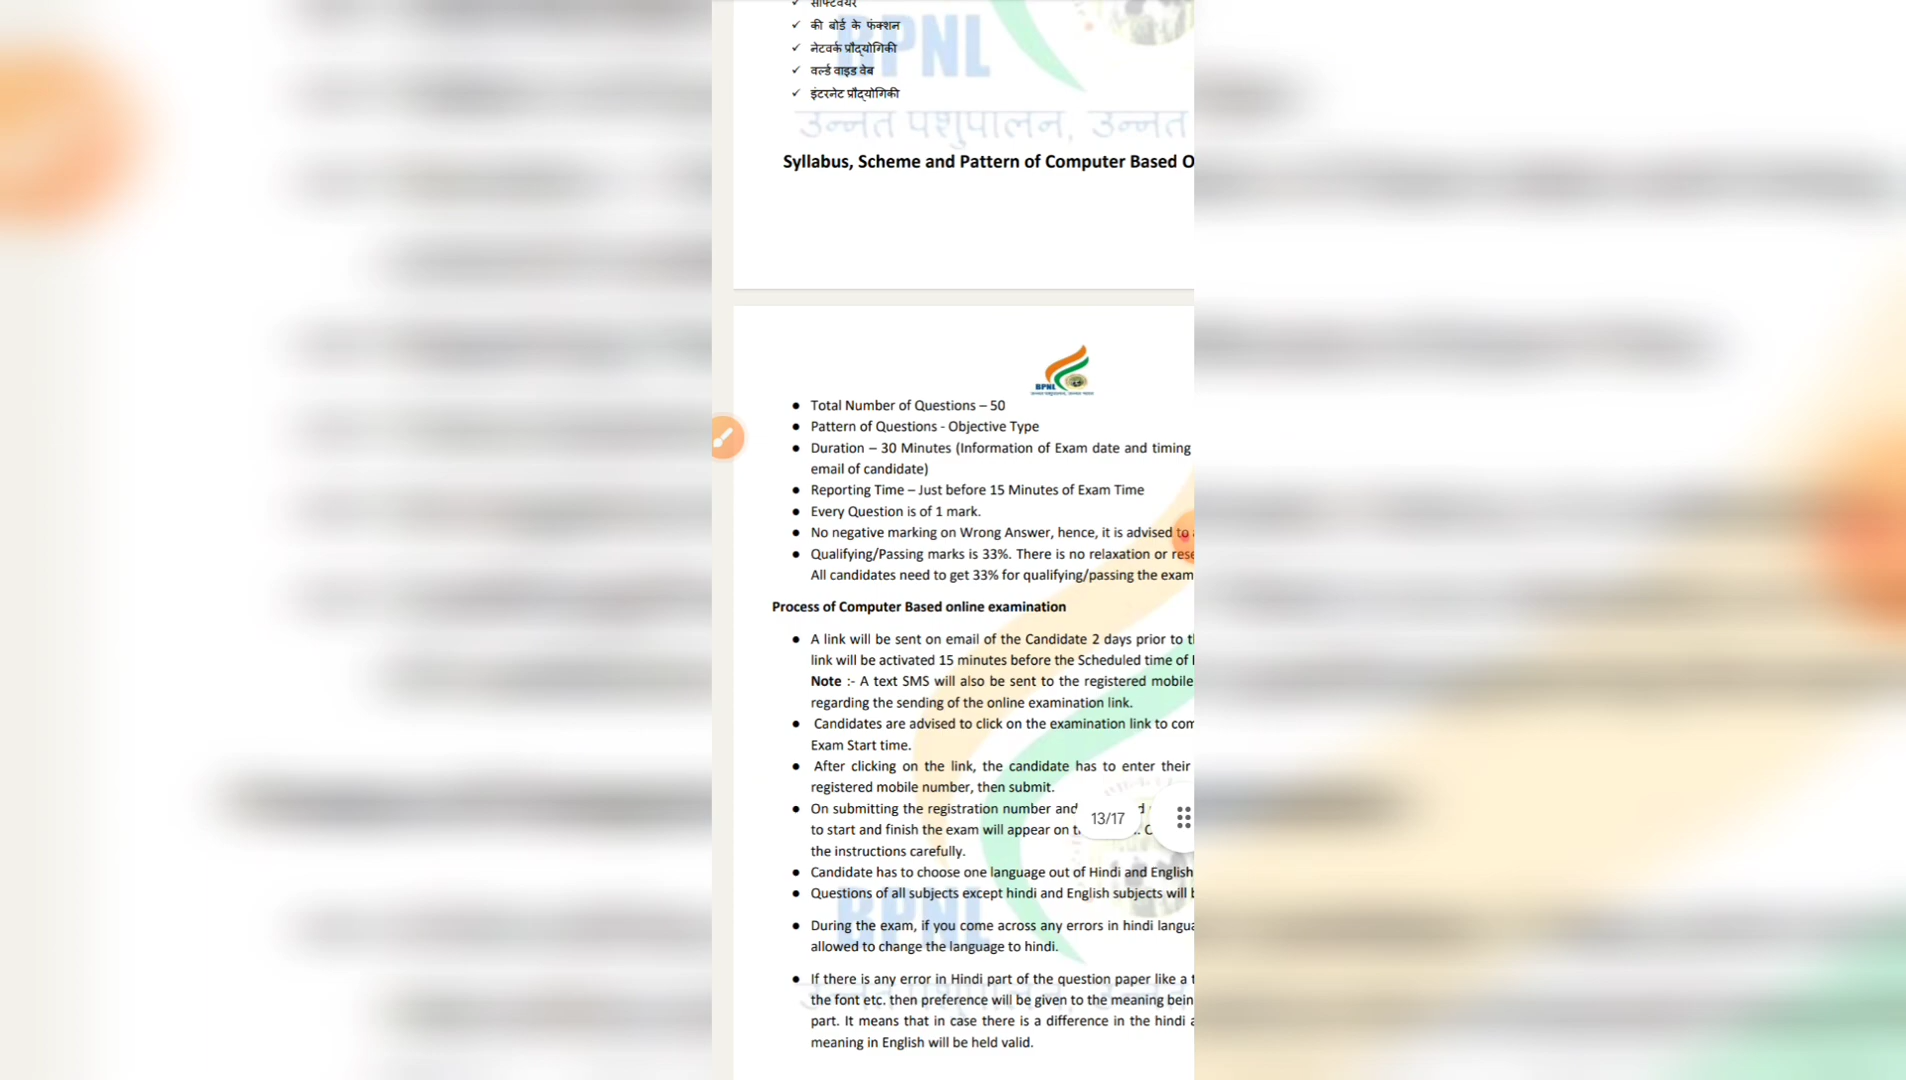 सॉफ्टवेयर
✓ की बोर्ड के फंक्शन
✓ नेटवर्क प्रौद्योगिकी
✓ वर्ल्ड वाइड वेब
✓ इंटरनेट प्रौद्योगिकी
BPNL
उन्नत पशुपालन, उन्नत
Syllabus, Scheme and Pattern of Computer Based O
BPNL
● Total Number of Questions – 50
● Pattern of Questions - Objective Type
● Duration – 30 Minutes (Information of Exam date and timing
email of candidate)
● Reporting Time – Just before 15 Minutes of Exam Time
● Every Question is of 1 mark.
● No negative marking on Wrong Answer, hence, it is advised to
● Qualifying/Passing marks is 33%. There is no relaxation or rese
All candidates need to get 33% for qualifying/passing the exam
Process of Computer Based online examination
● A link will be sent on email of the Candidate 2 days prior to t
link will be activated 15 minutes before the Scheduled time of
Note :- A text SMS will also be sent to the registered mobile
regarding the sending of the online examination link.
● Candidates are advised to click on the examination link to com
Exam Start time.
● After clicking on the link, the candidate has to enter their
registered mobile number, then submit.
● On submitting the registration number and
to start and finish the exam will appear on
13/17
the instructions carefully.
● Candidate has to choose one language out of Hindi and English
● Questions of all subjects except hindi and English subjects will
BPNL
● During the exam, if you come across any errors in hindi langua
allowed to change the language to hindi.
● If there is any error in Hindi part of the question paper like a
उन्नत पशुपालन, उन्नत
the font etc. then preference will be given to the meaning bein
part. It means that in case there is a difference in the hindi a
meaning in English will be held valid.